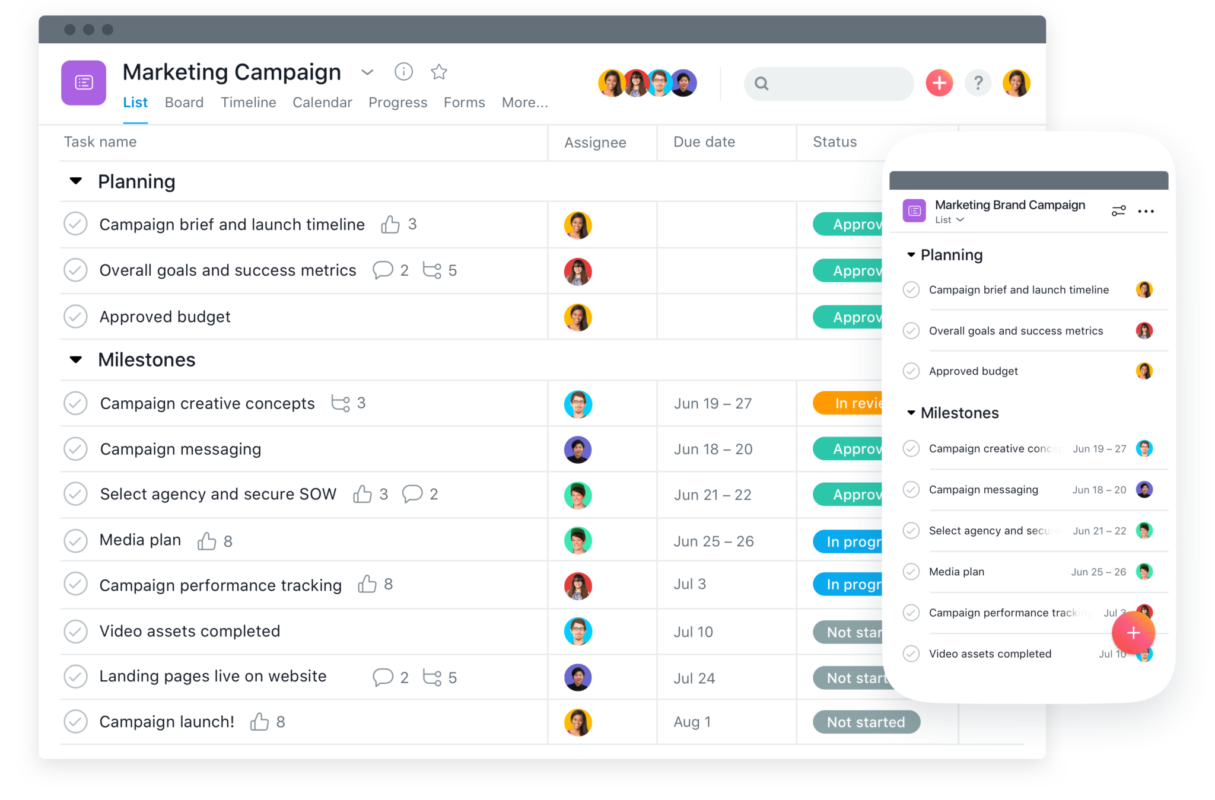 Marketing Campaign
List Board Timeline Calendar Progress Forms More...
?
Task name Assignee Due date Status
Planning
Campaign brief and launch timeline 3 Approv
Overall goals and success metrics 2 5 Approv
Approved budget Approv
Milestones
Campaign creative concepts 3 Jun 19 – 27 In revie
Campaign messaging Jun 18 – 20 Approv
Select agency and secure SOW 3 2 Jun 21 – 22 Approv
Media plan 8 Jun 25 – 26 In progr
Campaign performance tracking 8 Jul 3 In progr
Video assets completed Jul 10 Not star
Landing pages live on website 2 5 Jul 24 Not start
Campaign launch! 8 Aug 1 Not started
Marketing Brand Campaign
List
Planning
Campaign brief and launch timeline
Overall goals and success metrics
Approved budget
Milestones
Campaign creative conc Jun 19 – 27
Campaign messaging Jun 18 – 20
Select agency and secu Jun 21 – 22
Media plan Jun 25 – 26
Campaign performance track Jul 3
Video assets completed Jul 10